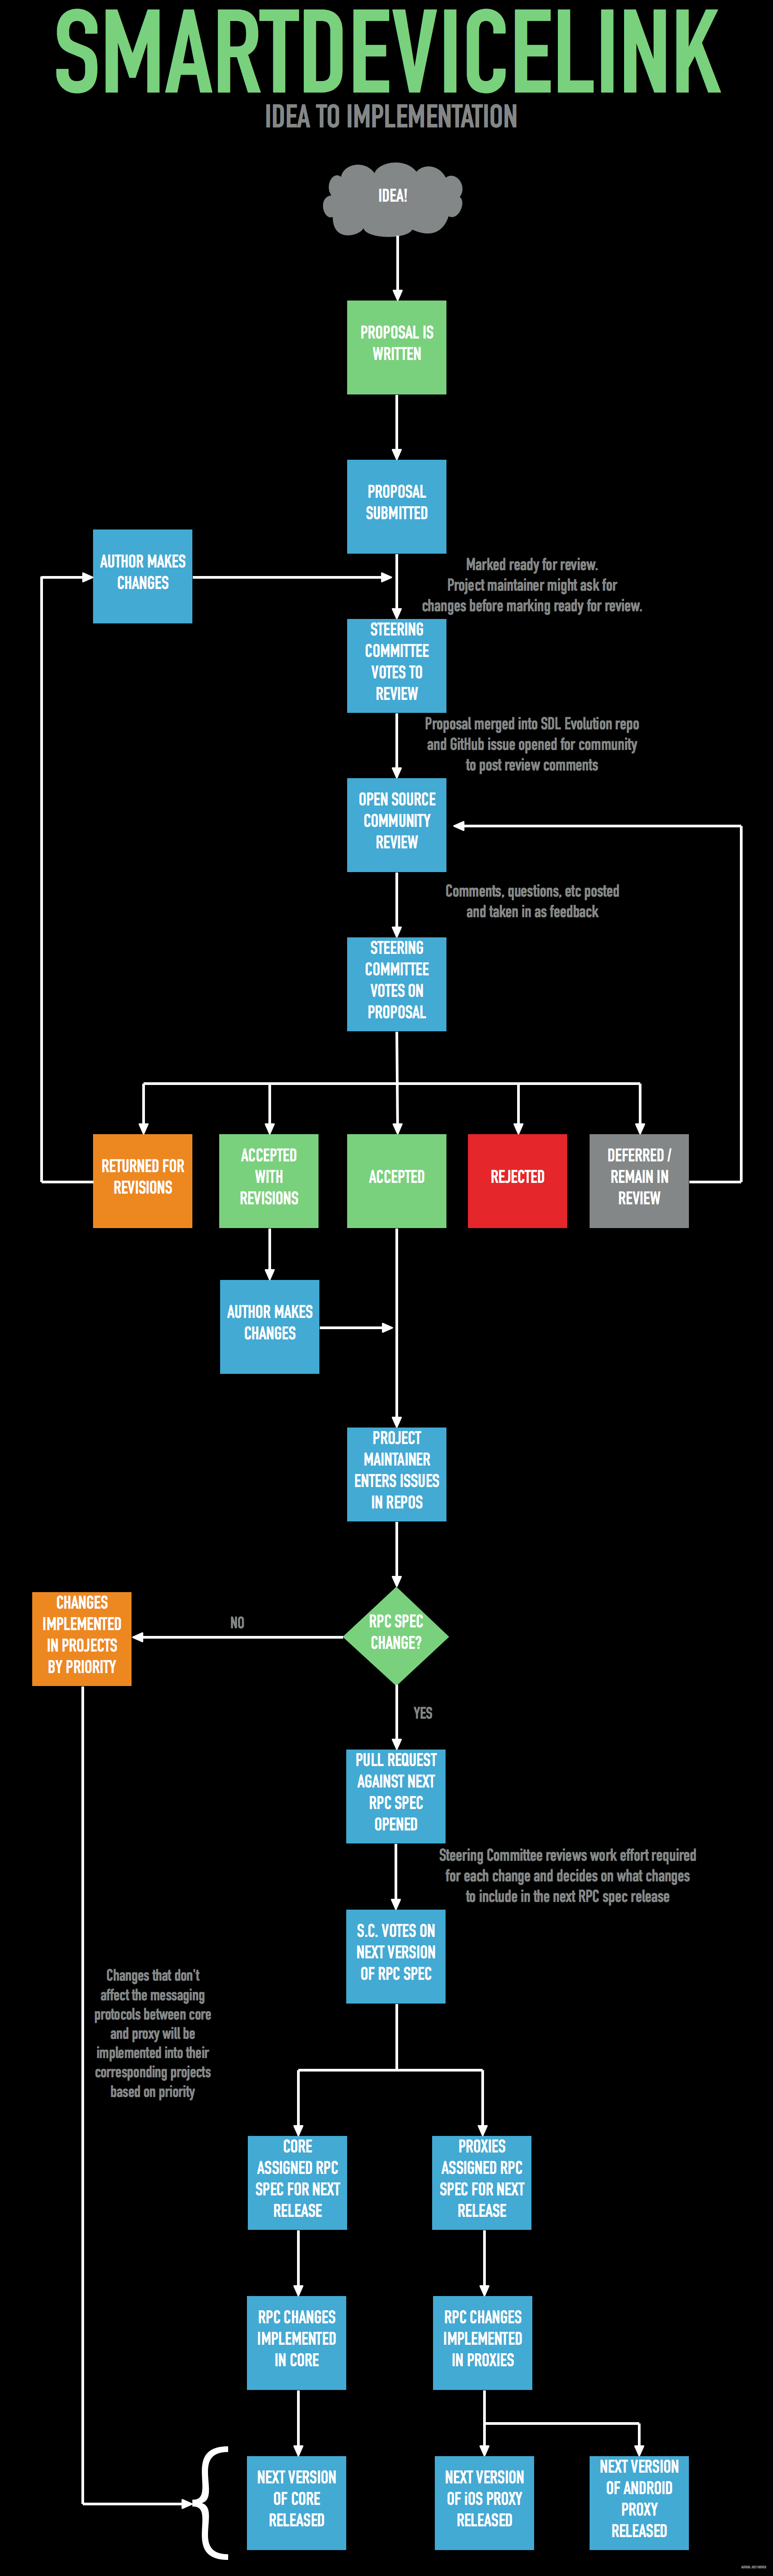 SMARTDEVICELINK
IDEA TO IMPLEMENTATION
IDEA!
PROPOSAL IS
WRITTEN
PROPOSAL
SUBMITTED
AUTHOR MAKES
CHANGES
Marked ready for review.
Project maintainer might ask for
changes before marking ready for review.
STEERING
COMMITTEE
VOTES TO
REVIEW
Proposal merged into SDL Evolution repo
and GitHub issue opened for community
to post review comments
OPEN SOURCE
COMMUNITY
REVIEW
Comments, questions, etc posted
and taken in as feedback
STEERING
COMMITTEE
VOTES ON
PROPOSAL
RETURNED FOR
REVISIONS
ACCEPTED
WITH
REVISIONS
ACCEPTED
REJECTED
DEFERRED /
REMAIN IN
REVIEW
AUTHOR MAKES
CHANGES
PROJECT
MAINTAINER
ENTERS ISSUES
IN REPOS
RPC SPEC
CHANGE?
NO
CHANGES
IMPLEMENTED
IN PROJECTS
BY PRIORITY
YES
PULL REQUEST
AGAINST NEXT
RPC SPEC
OPENED
Steering Committee reviews work effort required
for each change and decides on what changes
to include in the next RPC spec release
S.C. VOTES ON
NEXT VERSION
OF RPC SPEC
Changes that don't
affect the messaging
protocols between core
and proxy will be
implemented into their
corresponding projects
based on priority
CORE
ASSIGNED RPC
SPEC FOR NEXT
RELEASE
PROXIES
ASSIGNED RPC
SPEC FOR NEXT
RELEASE
RPC CHANGES
IMPLEMENTED
IN CORE
RPC CHANGES
IMPLEMENTED
IN PROXIES
NEXT VERSION
OF CORE
RELEASED
NEXT VERSION
OF iOS PROXY
RELEASED
NEXT VERSION
OF ANDROID
PROXY
RELEASED